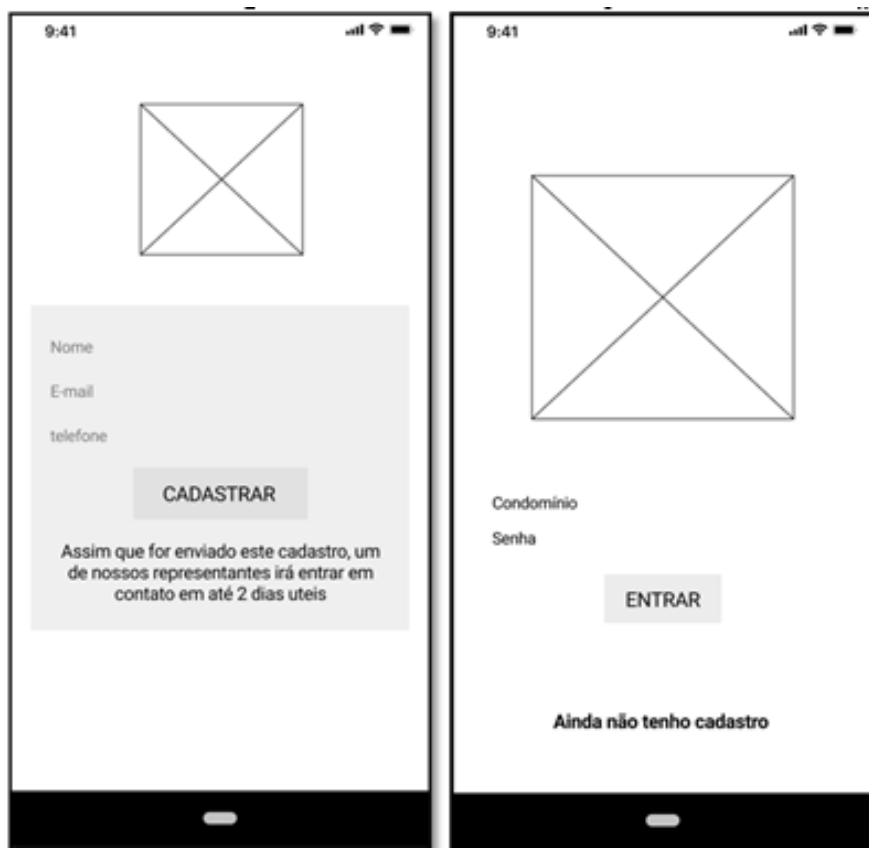 9:41
Nome
E-mail
telefone
CADASTRAR
Assim que for enviado este cadastro, um
de nossos representantes irá entrar em
contato em até 2 dias uteis
9:41
Condomínio
Senha
ENTRAR
Ainda não tenho cadastro